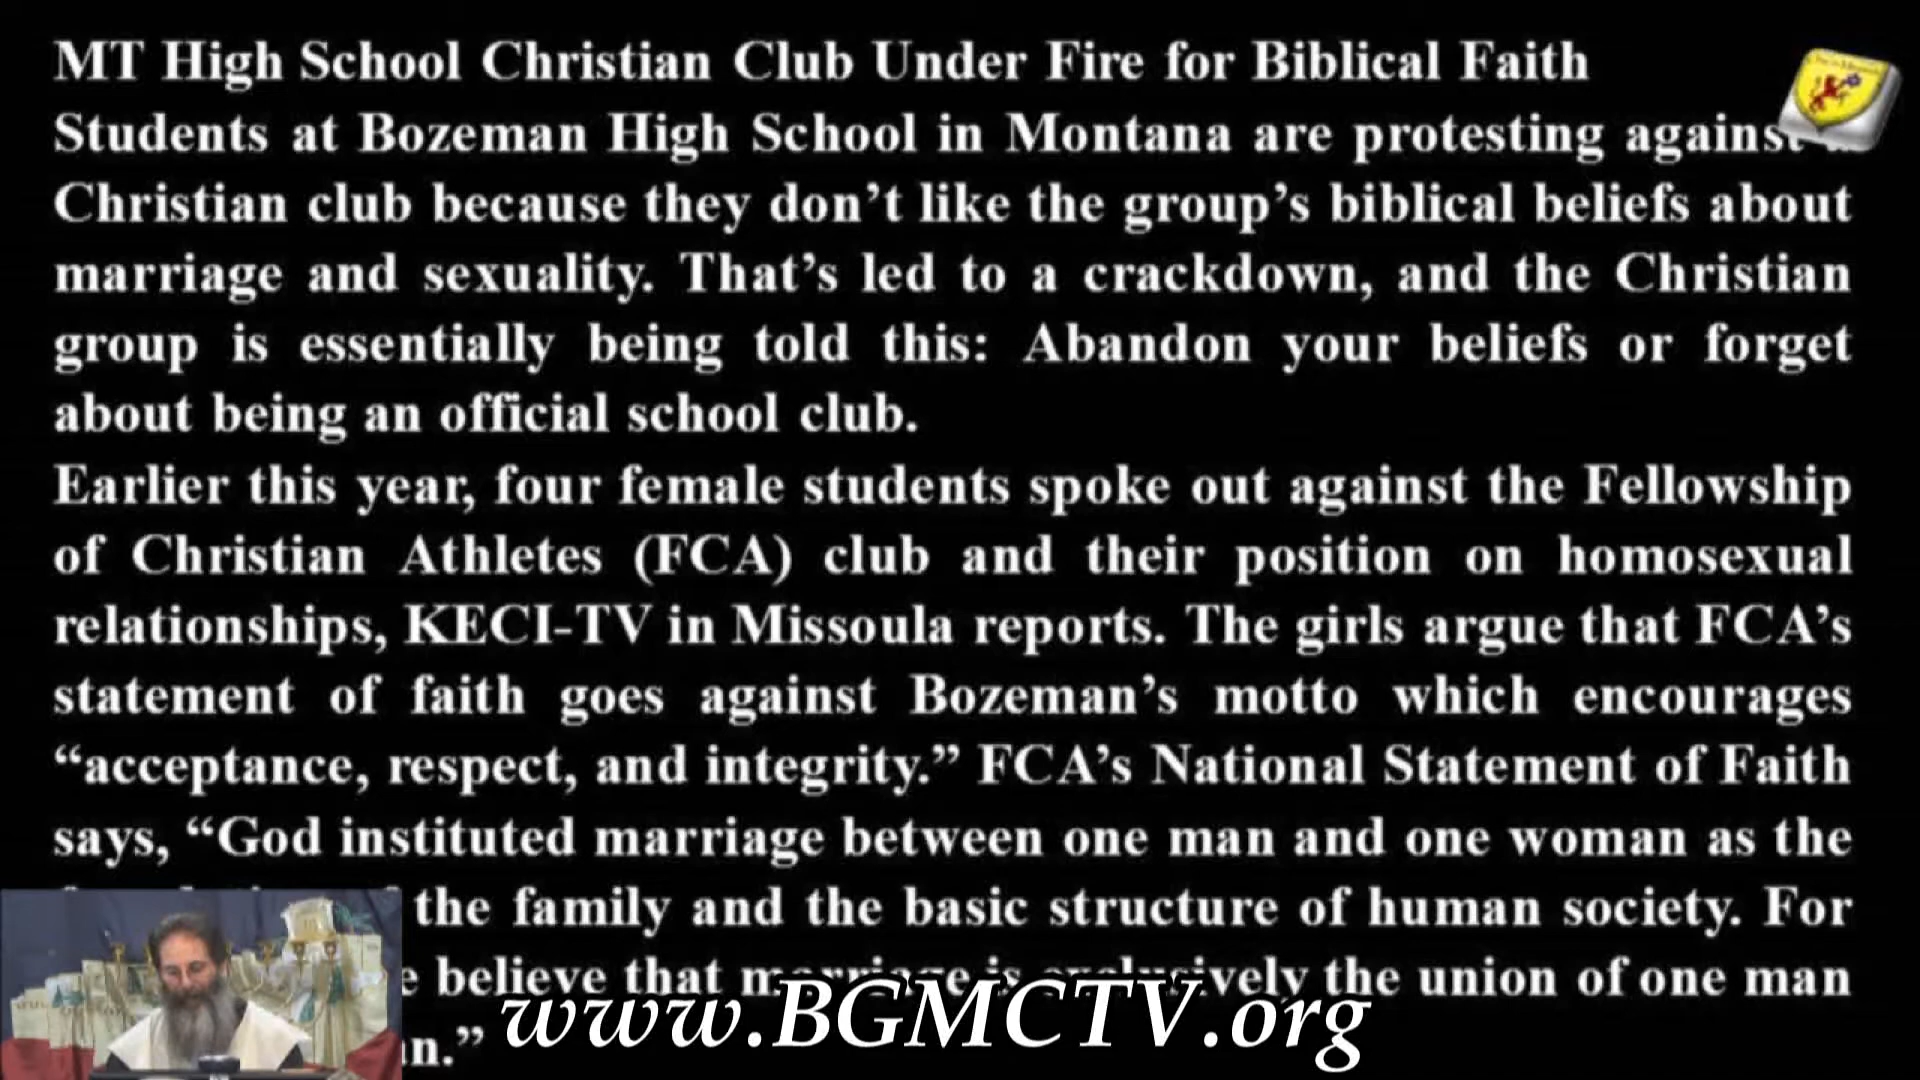 MT High School Christian Club Under Fire for Biblical Faith
Students at Bozeman High School in Montana are protesting against
Christian club because they don’t like the group’s biblical beliefs about
marriage and sexuality. That’s led to a crackdown, and the Christian
group is essentially being told this: Abandon your beliefs or forget
about being an official school club.
Earlier this year, four female students spoke out against the Fellowship
of Christian Athletes (FCA) club and their position on homosexual
relationships, KECI-TV in Missoula reports. The girls argue that FCA’s
statement of faith goes against Bozeman’s motto which encourages
“acceptance, respect, and integrity.” FCA’s National Statement of Faith
says, “God instituted marriage between one man and one woman as the
the family and the basic structure of human society. For
believe that marriage is exclusively the union of one man
www.BGMCTV.org